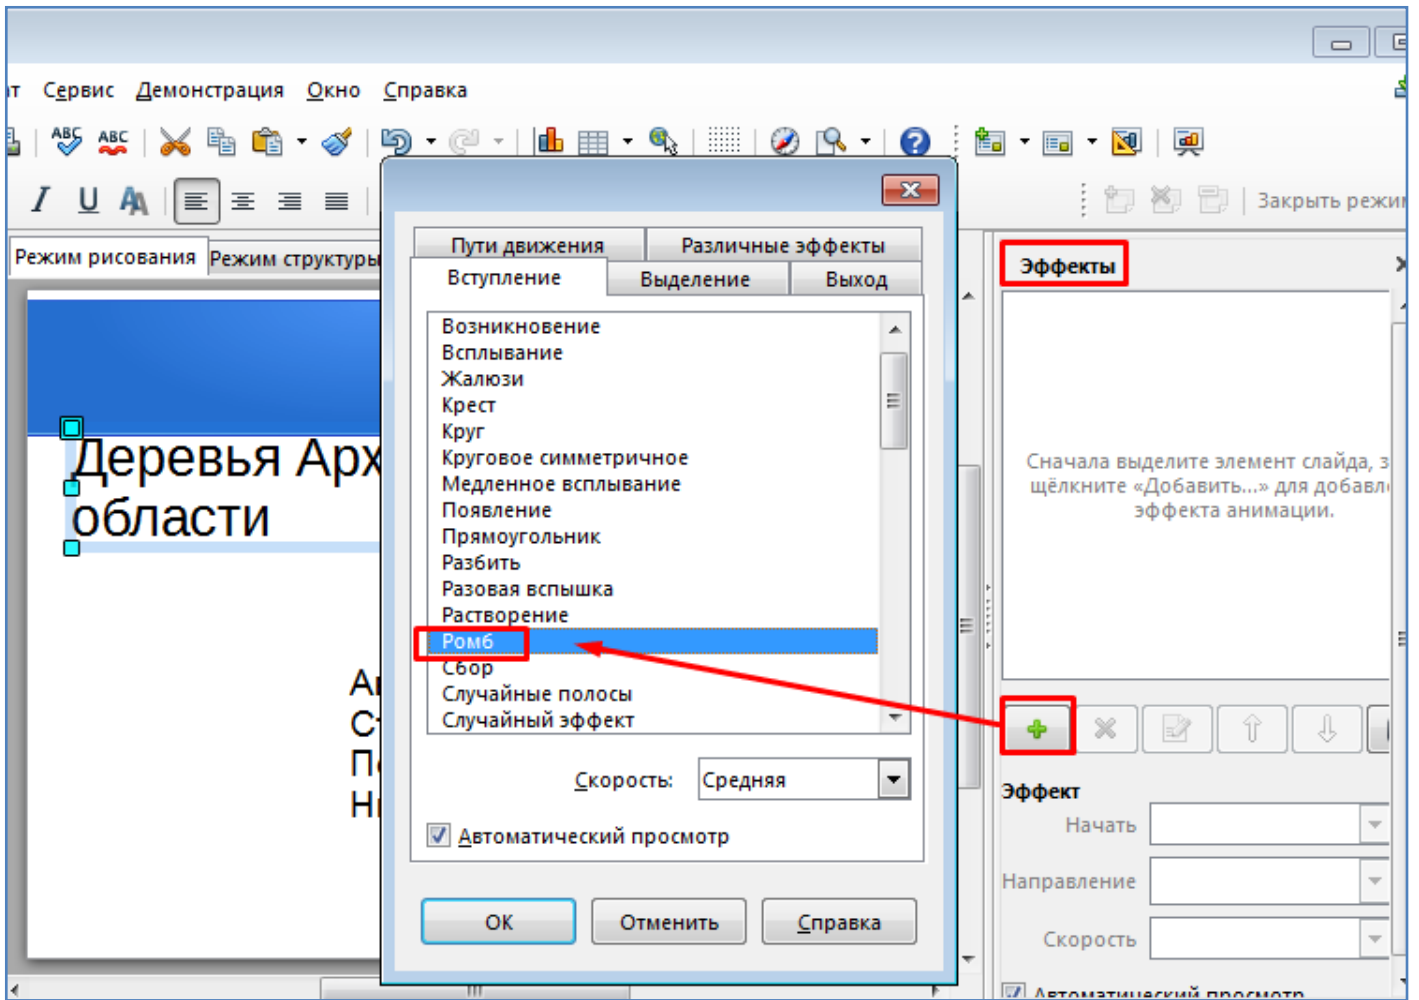 Сервис Демонстрация Окно Справка
ABC ABC
Закрыть
Режим рисования Режим структуры
Эффекты
Пути движения Различные эффекты
Вступление Выделение Выход
Возникновение
Всплывание
Жалюзи
Крест
Круг
Круговое симметричное
Медленное всплывание
Появление
Прямоугольник
Разбить
Разовая вспышка
Растворение
Ромб
Сбор
Случайные полосы
Случайный эффект
Скорость: Средняя
Автоматический просмотр
ОК Отменить Справка
Деревья
области
Сначала выделите элемент слайда,
щёлкните «Добавить...» для
эффекта анимации.
Эффект
Начать
Направление
Скорость
Автоматический просмотр